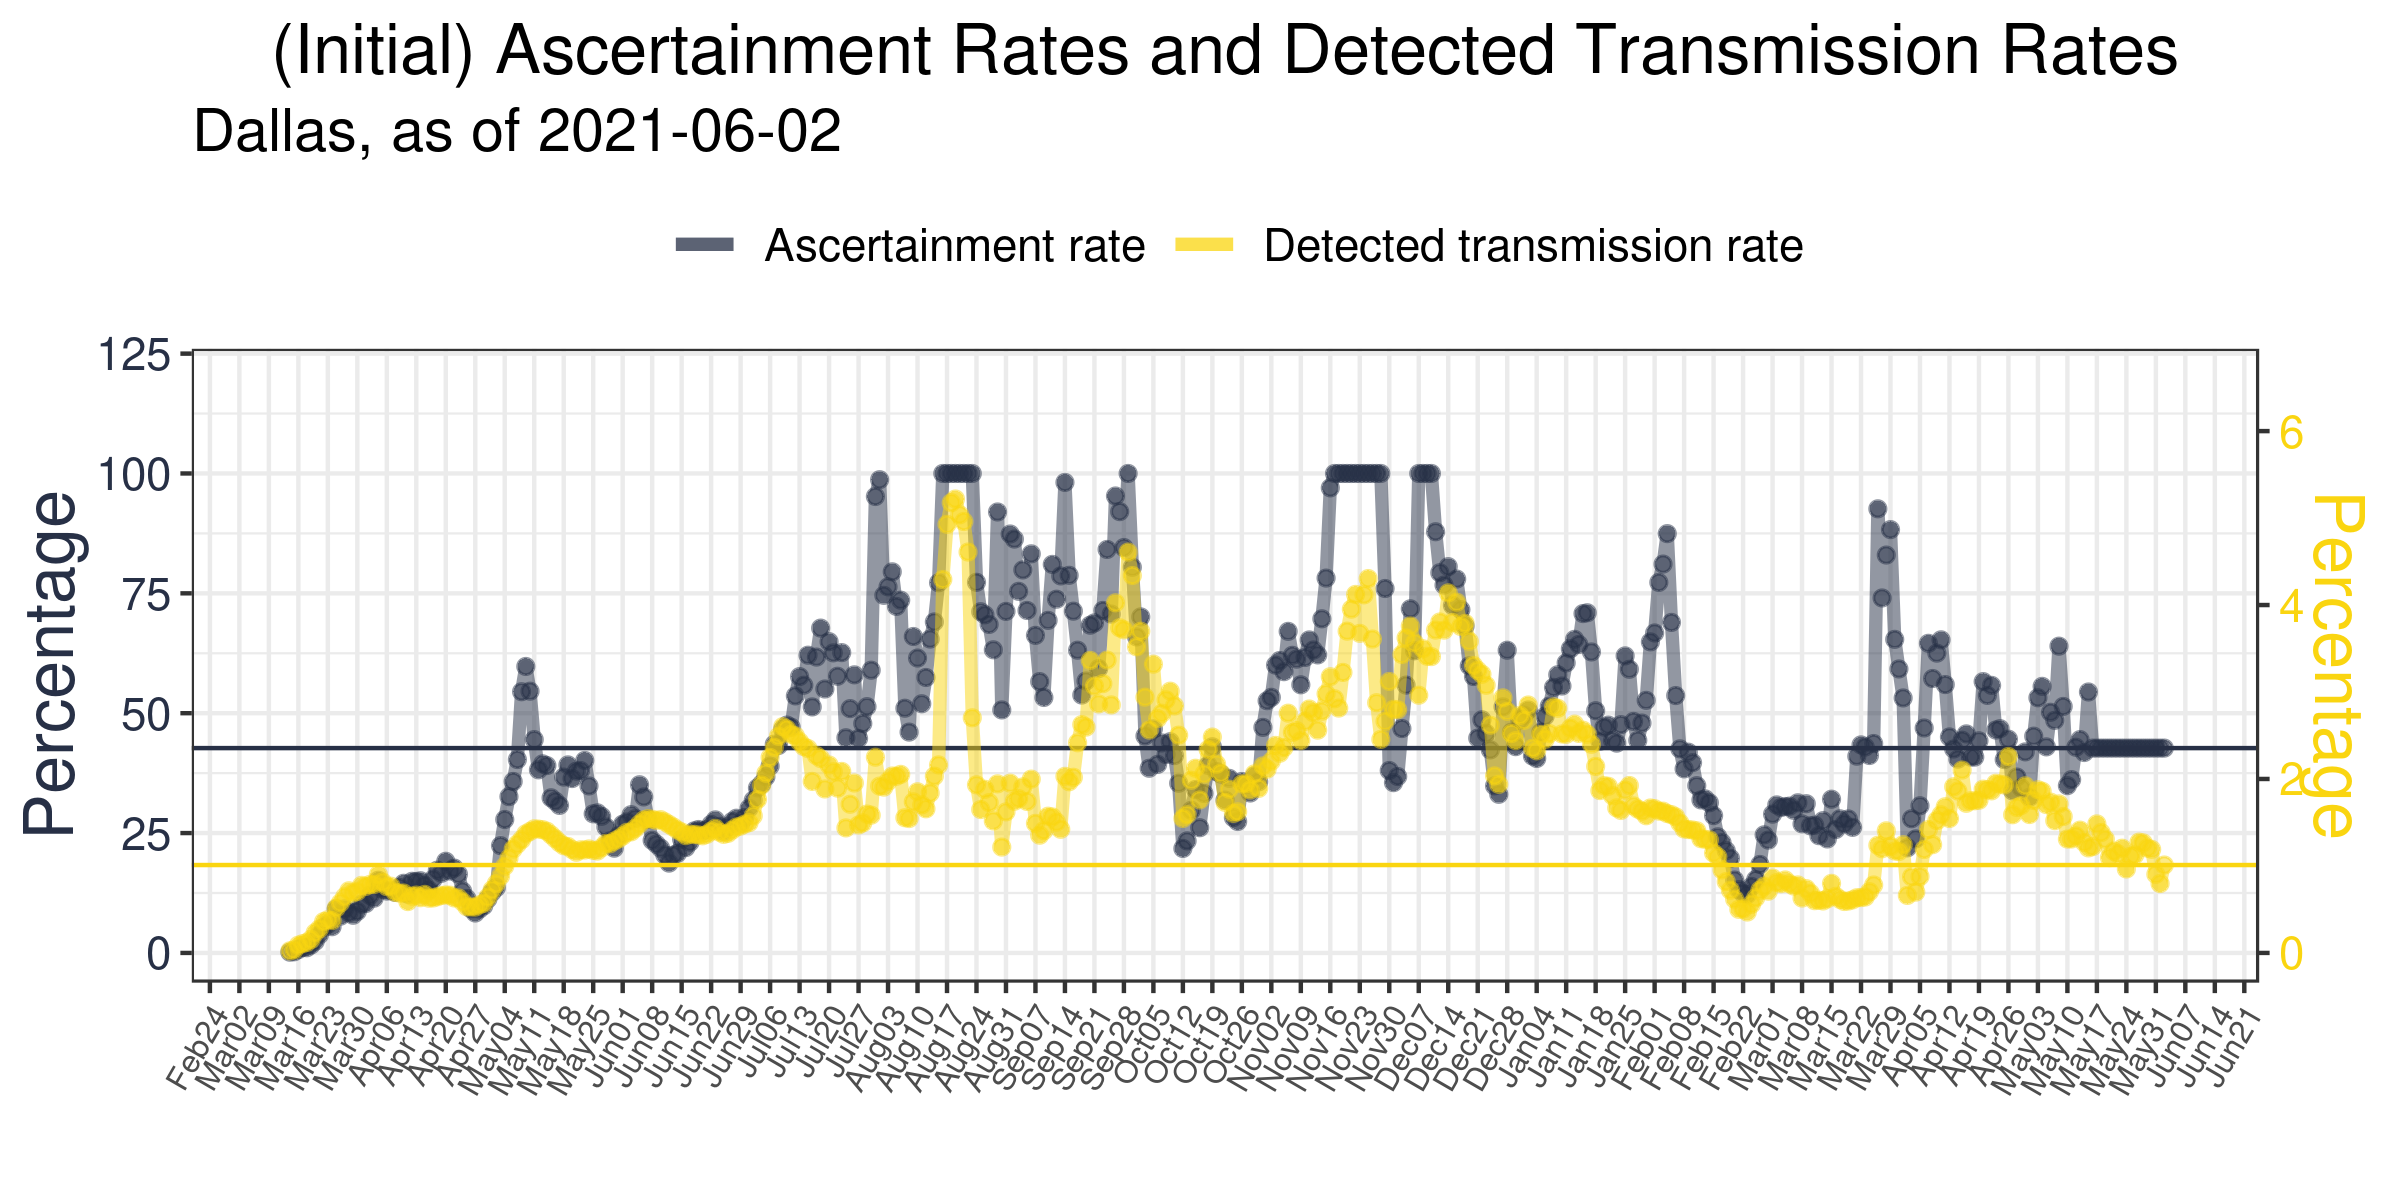 (Initial) Ascertainment Rates and Detected Transmission Rates
Dallas, as of 2021-06-02
Ascertainment rate
Detected transmission rate
Percentage
125
100
75
50
25
0
6
4
2
0
Percentage
Feb24
Mar02
Mar09
Mar16
Mar23
Mar30
Apr06
Apr13
Apr20
Apr27
May04
May11
May18
May25
Jun01
Jun08
Jun15
Jun22
Jun29
Jul06
Jul13
Jul20
Jul27
Aug03
Aug10
Aug17
Aug24
Aug31
Sep07
Sep14
Sep21
Sep28
Oct05
Oct12
Oct19
Oct26
Nov02
Nov09
Nov16
Nov23
Nov30
Dec07
Dec14
Dec21
Dec28
Jan04
Jan11
Jan18
Jan25
Feb01
Feb08
Feb15
Feb22
Mar01
Mar08
Mar15
Mar22
Mar29
Apr05
Apr12
Apr19
Apr26
May03
May10
May17
May24
May31
Jun07
Jun14
Jun21